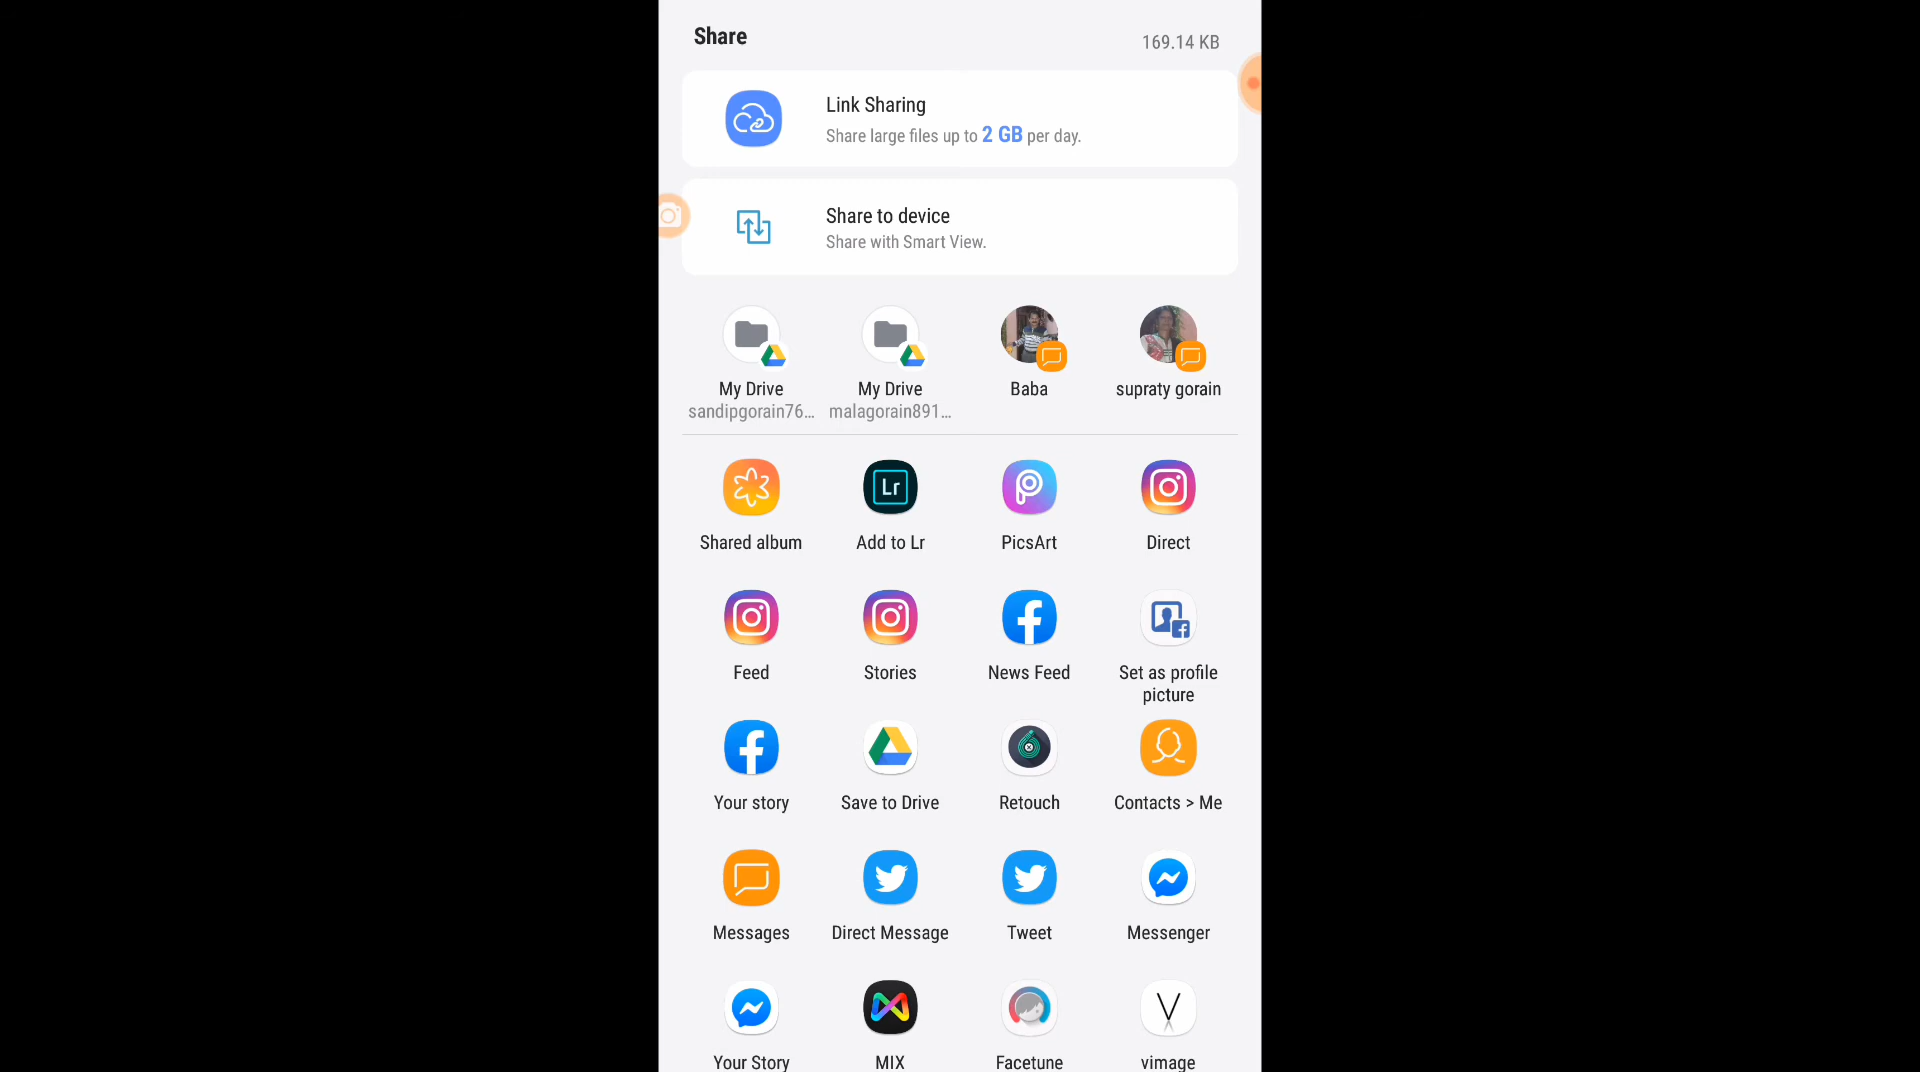 Share
169.14 KB
Link Sharing
Share large files up to 2 GB per day.
Share to device
Share with Smart View.
My Drive
sandipgorain76...
My Drive
malagorain891...
Baba
supraty gorain
Lr
Shared album
Add to Lr
PicsArt
Direct
Feed
Stories
News Feed
Set as profile
picture
Your story
Save to Drive
Retouch
Contacts > Me
Messages
Direct Message
Tweet
Messenger
Your Story
MIX
Facetune
vimage